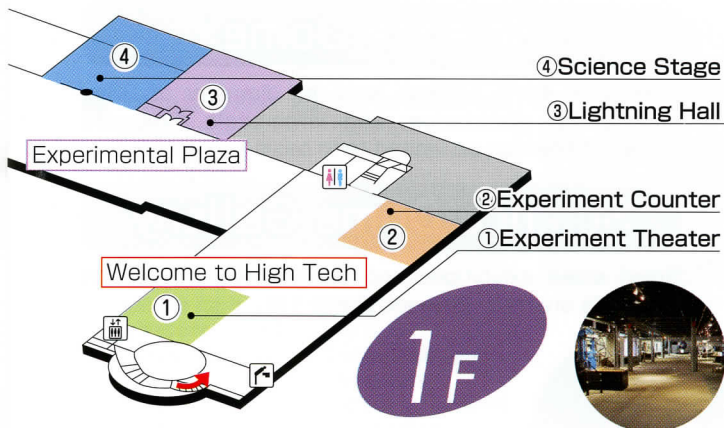 ④
④Science Stage
③
③Lightning Hall
Experimental Plaza
②Experiment Counter
②
①Experiment Theater
Welcome to High Tech
①
1F